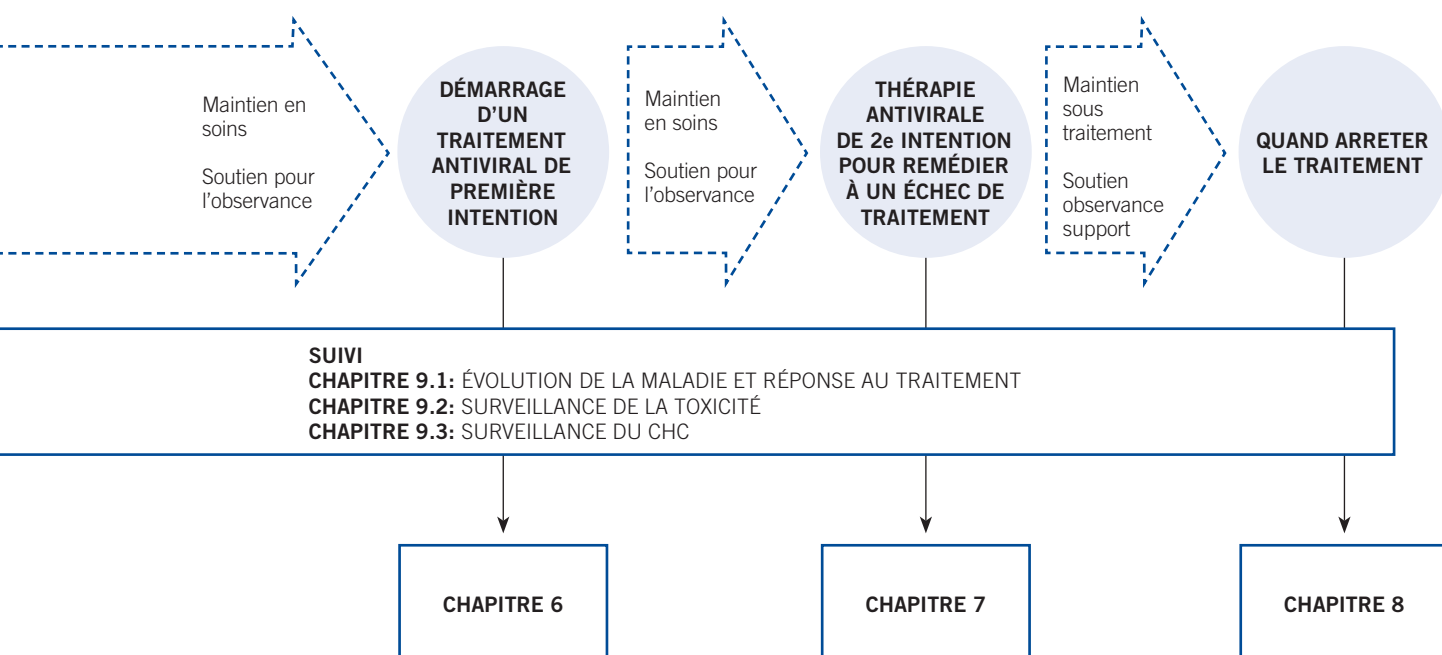 Maintien en
soins
Soutien pour
l'observance
DÉMARRAGE
D'UN
TRAITEMENT
ANTIVIRAL DE
PREMIÈRE
INTENTION
Maintien
en soins
Soutien pour
l'observance
THÉRAPIE
ANTIVIRALE
DE 2e INTENTION
POUR REMÉDIER
À UN ÉCHEC DE
TRAITEMENT
Maintien
sous
traitement
Soutien
observance
support
QUAND ARRETER
LE TRAITEMENT
SUIVI
CHAPITRE 9.1: ÉVOLUTION DE LA MALADIE ET RÉPONSE AU TRAITEMENT
CHAPITRE 9.2: SURVEILLANCE DE LA TOXICITÉ
CHAPITRE 9.3: SURVEILLANCE DU CHC
CHAPITRE 6
CHAPITRE 7
CHAPITRE 8